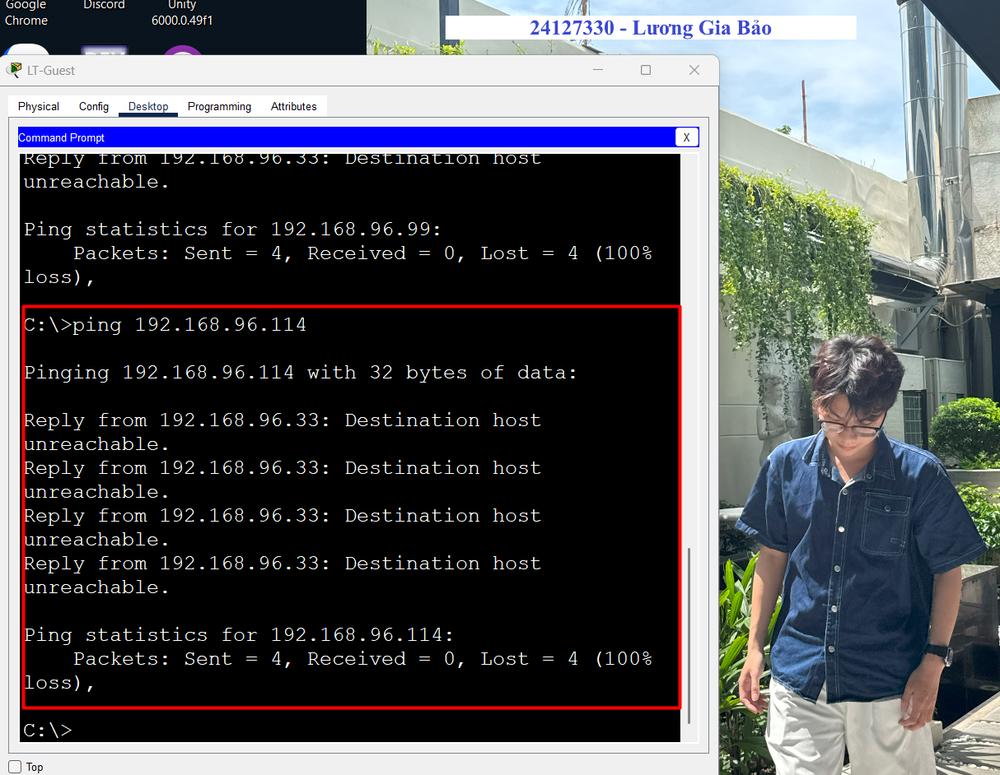 Google
Chrome
Discord
Unity
6000.0.49f1
24127330 - Lương Gia Bảo
LT-Guest
Physical Config Desktop Programming Attributes
Command Prompt
X
Reply from 192.168.96.33: Destination host
unreachable.
Ping statistics for 192.168.96.99:
Packets: Sent = 4, Received = 0, Lost = 4 (100%
loss),
C:\>ping 192.168.96.114
Pinging 192.168.96.114 with 32 bytes of data:
Reply from 192.168.96.33: Destination host
unreachable.
Reply from 192.168.96.33: Destination host
unreachable.
Reply from 192.168.96.33: Destination host
unreachable.
Reply from 192.168.96.33: Destination host
unreachable.
Ping statistics for 192.168.96.114:
Packets: Sent = 4, Received = 0, Lost = 4 (100%
loss),
C:\>
Top